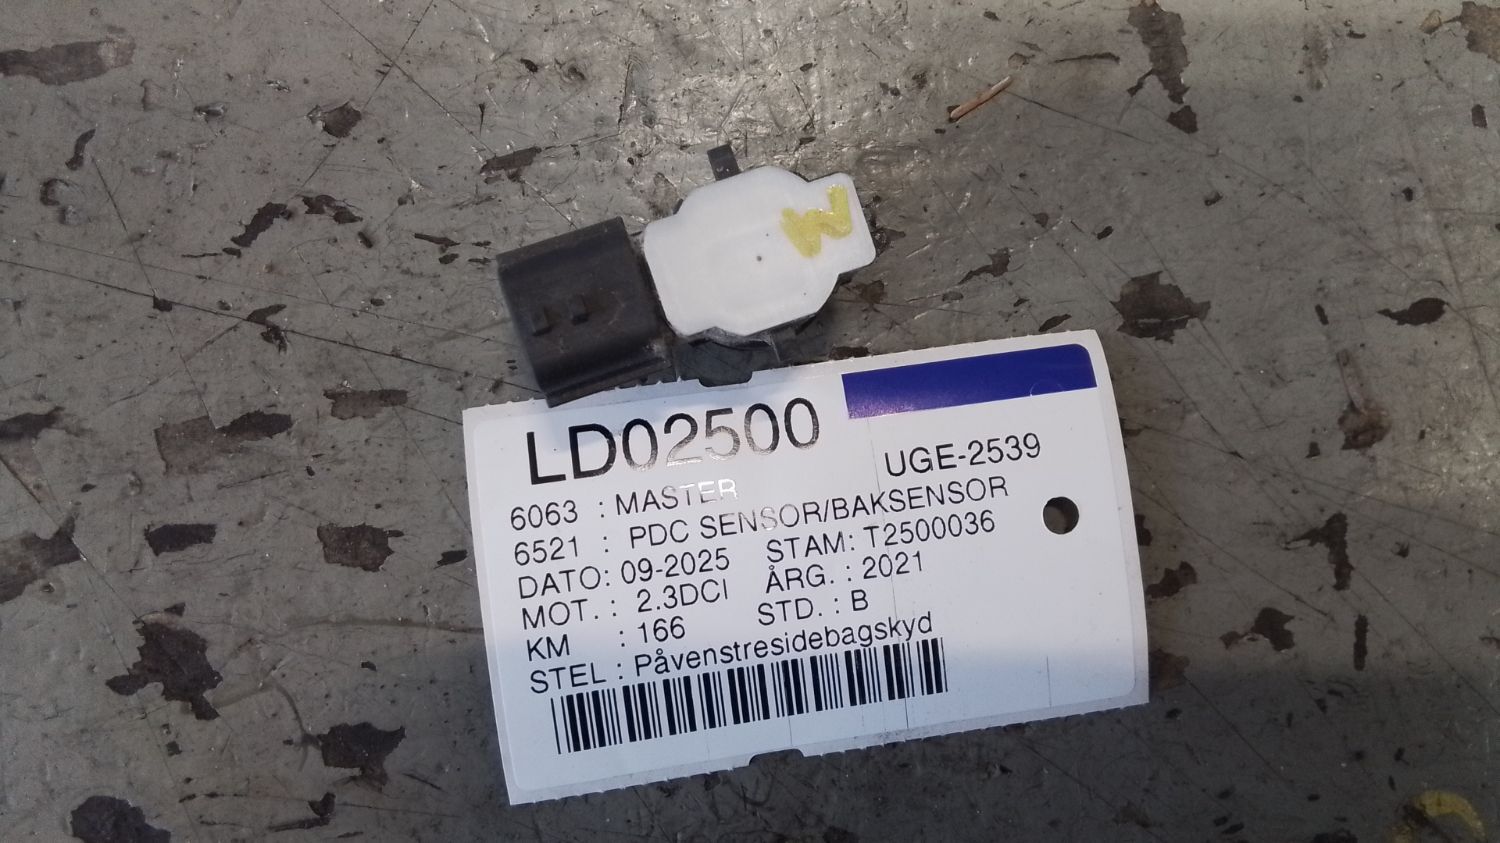 M
LD02500
UGE-2539
6063 : MASTER
6521 : PDC SENSOR/BAKSENSOR
DATO: 09-2025 STAM: T2500036
MOT. : 2.3DCI ÅRG. : 2021
KM : 166 STD. : B
STEL : Påvenstresidebagskyd